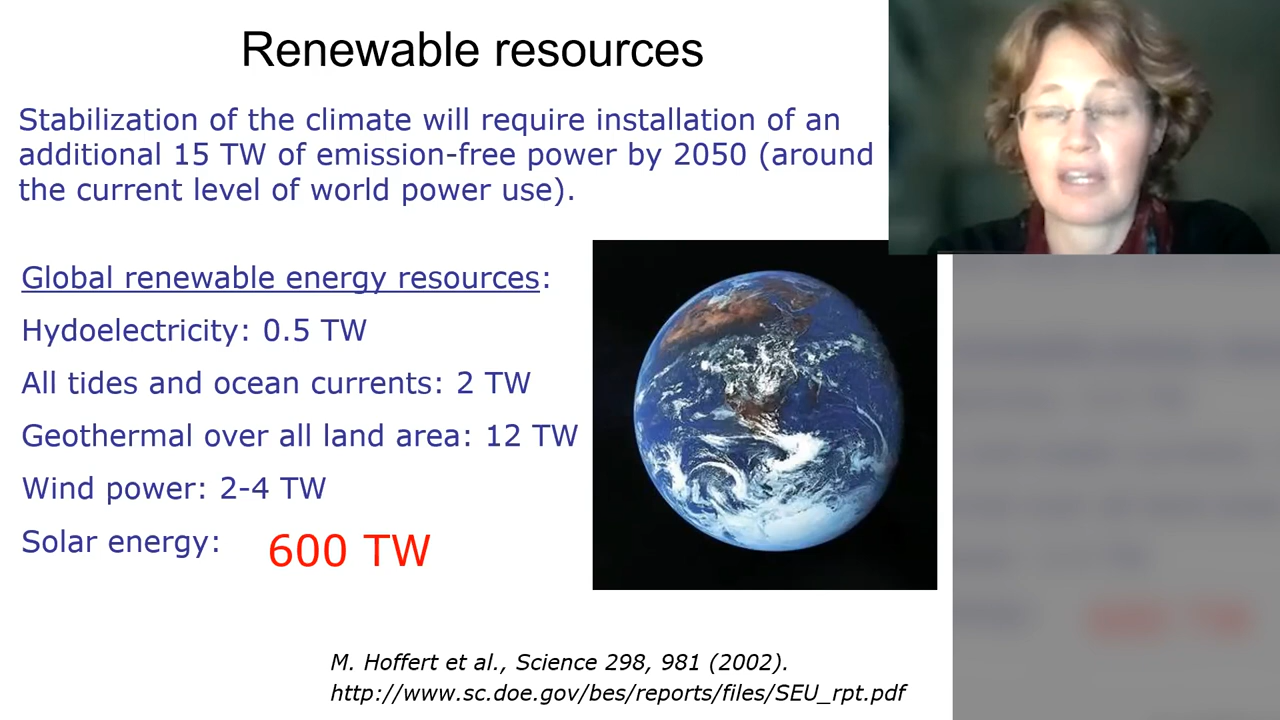 Renewable resources
Stabilization of the climate will require installation of an
additional 15 TW of emission-free power by 2050 (around
the current level of world power use).
Global renewable energy resources:
Hydoelectricity: 0.5 TW
All tides and ocean currents: 2 TW
Geothermal over all land area: 12 TW
Wind power: 2-4 TW
Solar energy: 600 TW
M. Hoffert et al., Science 298, 981 (2002).
http://www.sc.doe.gov/bes/reports/files/SEU_rpt.pdf